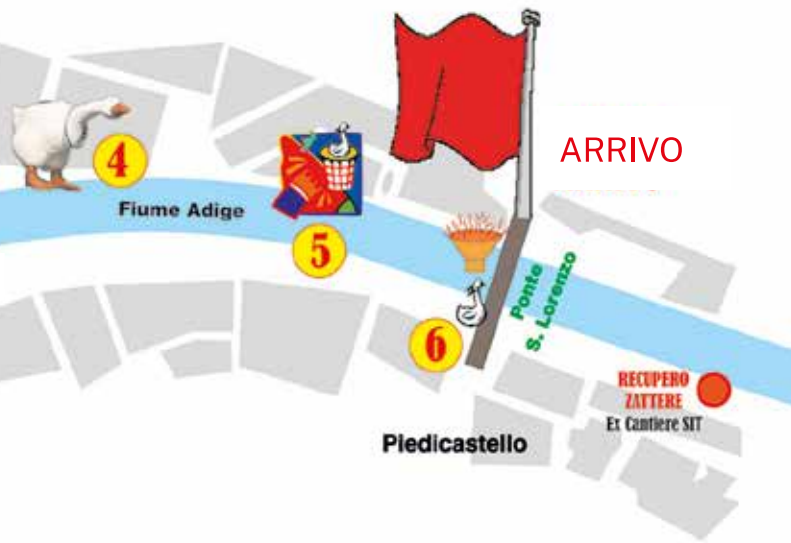 ARRIVO
4
Fiume Adige
5
Ponte
S. Lorenzo
6
RECUPERO
ZATTERE
Ex Cantiere SIT
Piedicastello